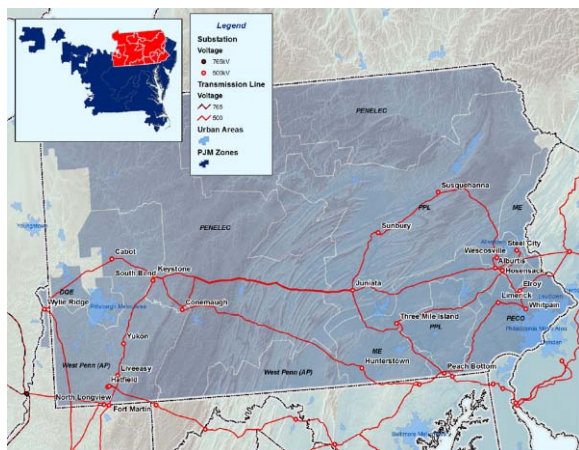 Legend
Substation
Voltage
765kV
500kV
Transmission Line
Voltage
765
500
Urban Areas
PJM Zones
PENELEC
Susquehanna
PPL
ME
PENELEC
Sunbury
Steel City
Wescosville
Alburtis
Hosensack
Cabot
Keystone
South Bend
Juniata
Elroy
Limerick
Whitpain
DQE
Wylie Ridge
Conemaugh
Three Mile Island
PPL
PECO
Yukon
ME
West Penn (AP)
West Penn (AP)
Hunterstown
Peach Bottom
Hatfield
North Longview
Fort Martin